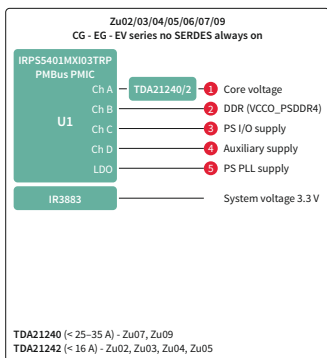 Zu02/03/04/05/06/07/09
CG - EG - EV series no SERDES always on
IRPS5401MXI03TRP
PMBus PMIC
U1
Ch A
TDA21240/2
1 Core voltage
Ch B
2 DDR (VCCO_PSDDR4)
Ch C
3 PS I/O supply
Ch D
4 Auxiliary supply
LDO
5 PS PLL supply
IR3883
System voltage 3.3 V
TDA21240 (< 25–35 A) - Zu07, Zu09
TDA21242 (< 16 A) - Zu02, Zu03, Zu04, Zu05